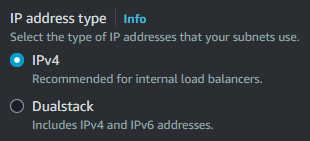 IP address type Info
Select the type of IP addresses that your subnets use.
IPv4
Recommended for internal load balancers.
Dualstack
Includes IPv4 and IPv6 addresses.